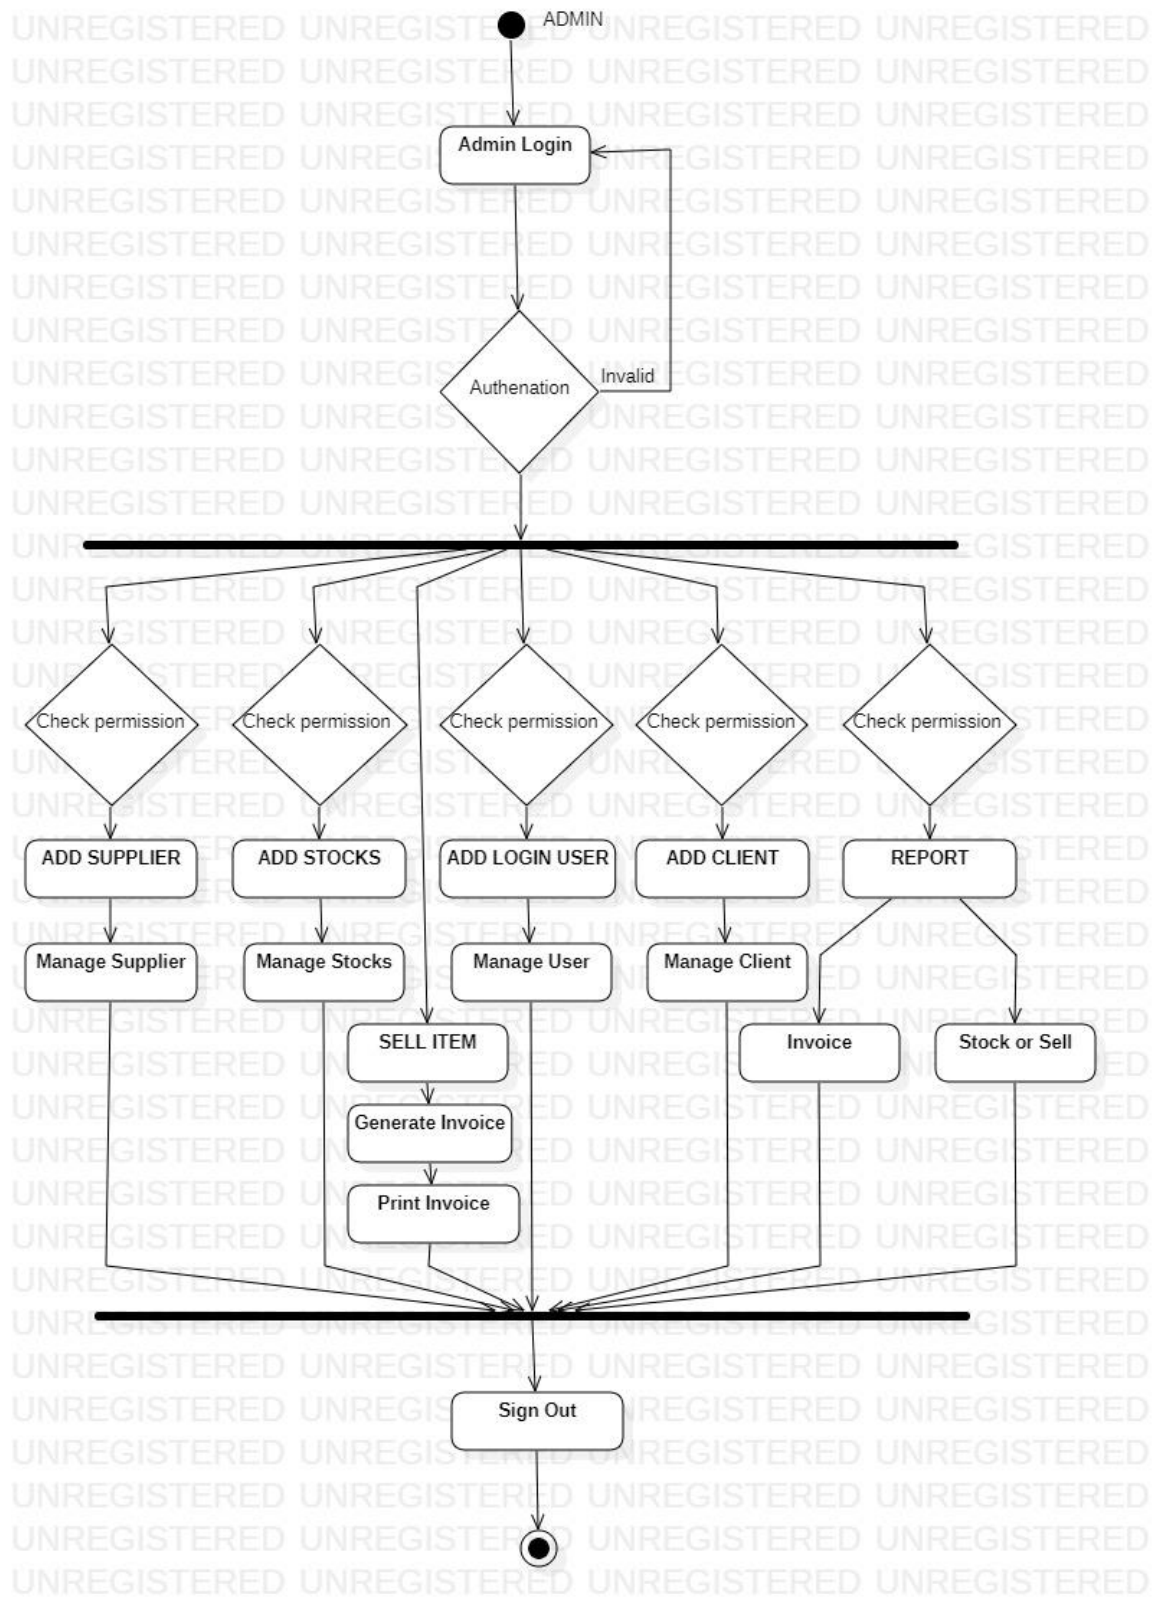 ADMIN
Admin Login
Authenation
Invalid
Check permission
Check permission
Check permission
Check permission
Check permission
ADD SUPPLIER
ADD STOCKS
ADD LOGIN USER
ADD CLIENT
REPORT
Manage Supplier
Manage Stocks
Manage User
Manage Client
SELL ITEM
Invoice
Stock or Sell
Generate Invoice
Print Invoice
Sign Out
UNREGISTERED